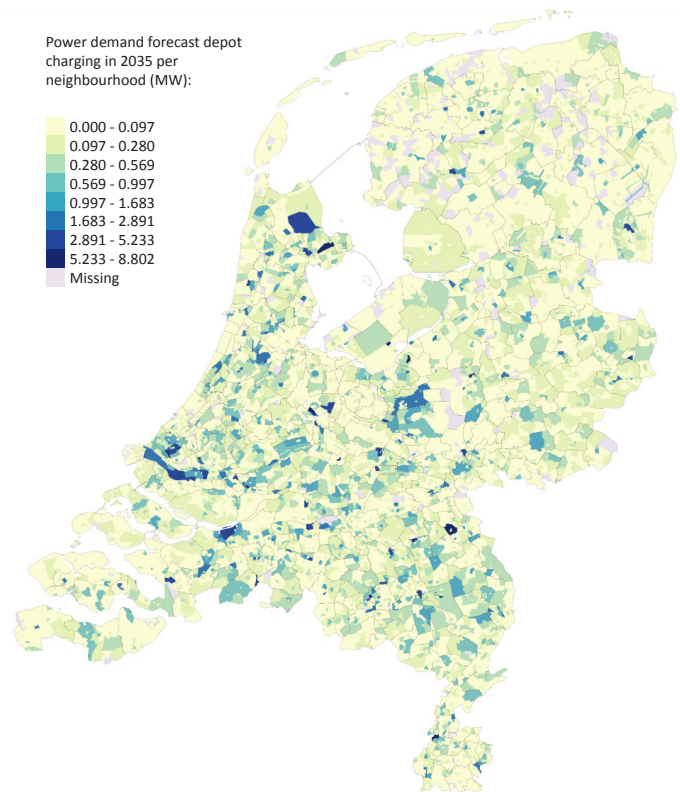 Power demand forecast depot
charging in 2035 per
neighbourhood (MW):
0.000 - 0.097
0.097 - 0.280
0.280 - 0.569
0.569 - 0.997
0.997 - 1.683
1.683 - 2.891
2.891 - 5.233
5.233 - 8.802
Missing